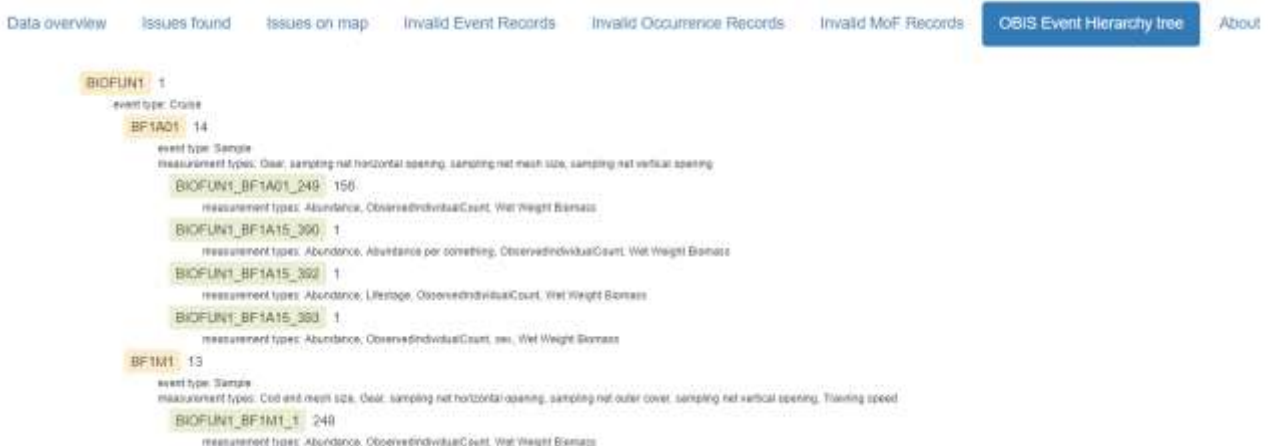 Data overview Issues found Issues on map Invalid Event Records Invalid Occurrence Records Invalid MoF Records OBIS Event Hierarchy tree About
BIOFUN1 1
event type: Cruise
BF1A01 14
event type: Sample
measurement types: Gear, sampling net horizontal opening, sampling net mesh size, sampling net vertical opening
BIOFUN1_BF1A01_249 156
measurement types: Abundance, ObservedIndividualCount, Wet Weight Biomass
BIOFUN1_BF1A15_390 1
measurement types: Abundance, Abundance per something, ObservedIndividualCount, Wet Weight Biomass
BIOFUN1_BF1A15_392 1
measurement types: Abundance, Lifestage, ObservedIndividualCount, Wet Weight Biomass
BIOFUN1_BF1A15_393 1
measurement types: Abundance, ObservedIndividualCount, sex, Wet Weight Biomass
BF1M1 13
event type: Sample
measurement types: Cod end mesh size, Gear, sampling net horizontal opening, sampling net outer cover, sampling net vertical opening, Trawling speed
BIOFUN1_BF1M1_1 249
measurement types: Abundance, ObservedIndividualCount, Wet Weight Biomass